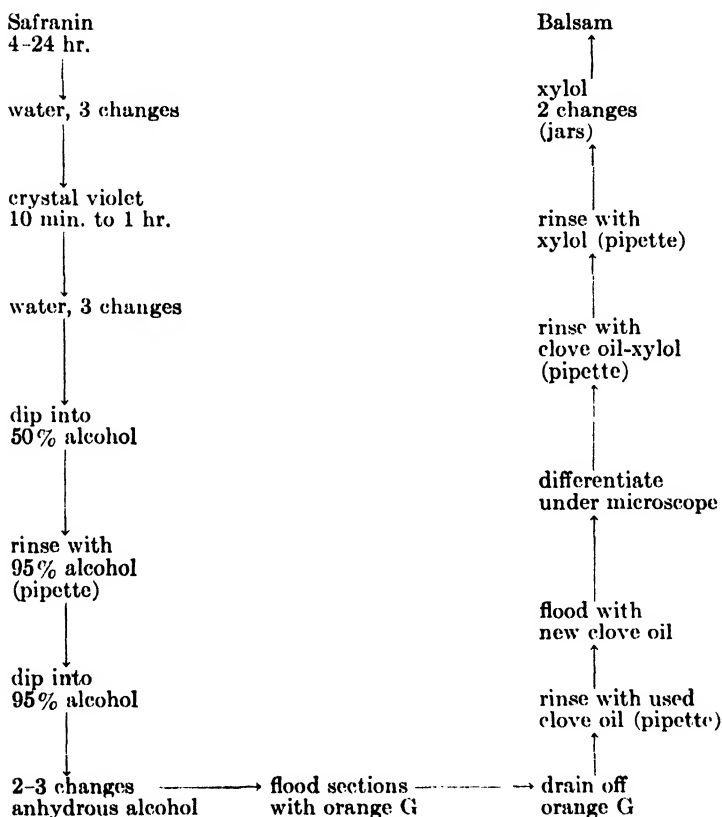 Safranin
4-24 hr.
water, 3 changes
crystal violet
10 min. to 1 hr.
water, 3 changes
dip into
50% alcohol
rinse with
95% alcohol
(pipette)
dip into
95% alcohol
2-3 changes
anhydrous alcohol
flood sections
with orange G
drain off
orange G
rinse with used
clove oil (pipette)
flood with
new clove oil
differentiate
under microscope
rinse with
clove oil-xylol
(pipette)
rinse with
xylol (pipette)
xylol
2 changes
(jars)
Balsam